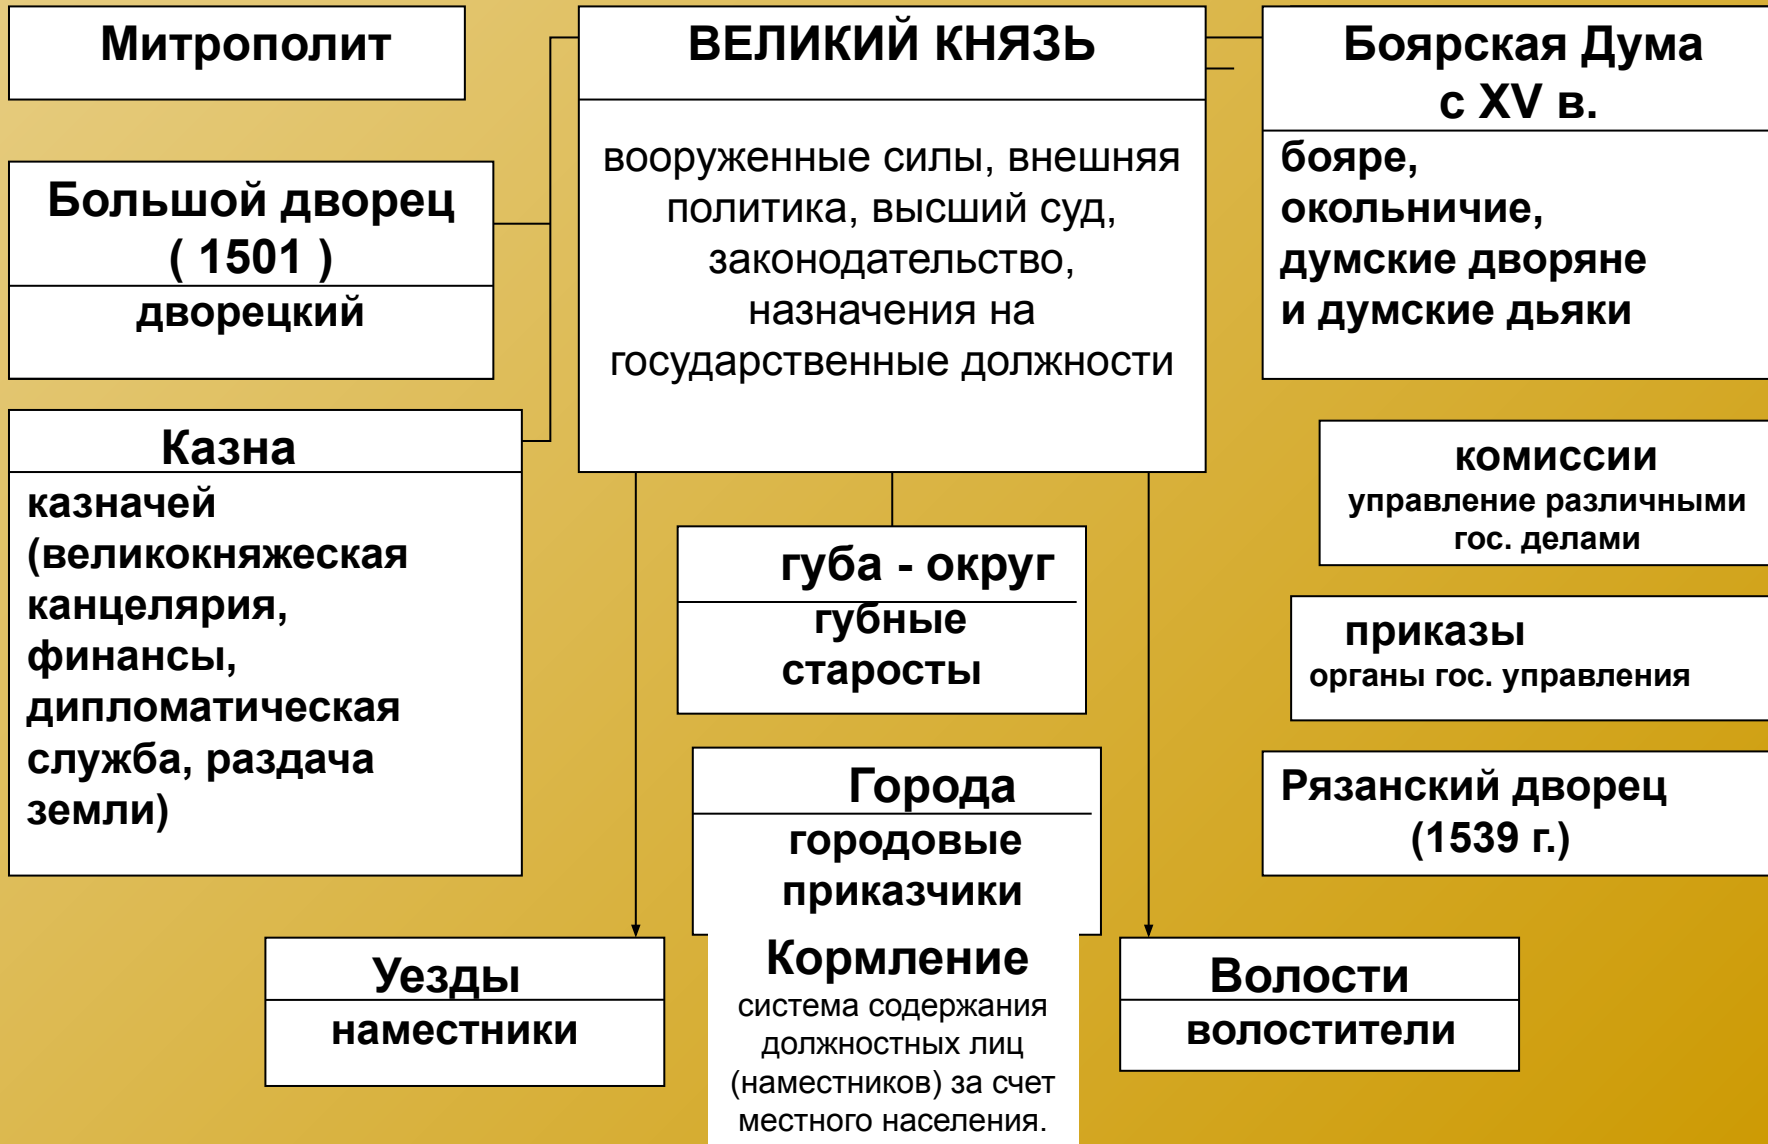 Митрополит
ВЕЛИКИЙ КНЯЗЬ
вооруженные силы, внешняя
политика, высший суд,
законодательство,
назначения на
государственные должности
Боярская Дума
с XV в.
бояре,
окольничие,
думские дворяне
и думские дьяки
Большой дворец
( 1501 )
дворецкий
Казна
казначей
(великокняжеская
канцелярия,
финансы,
дипломатическая
служба, раздача
земли)
губа - округ
губные
старосты
комиссии
управление различными
гос. делами
приказы
органы гос. управления
Города
городовые
приказчики
Рязанский дворец
(1539 г.)
Уезды
наместники
Кормление
система содержания
должностных лиц
(наместников) за счет
местного населения.
Волости
волостители